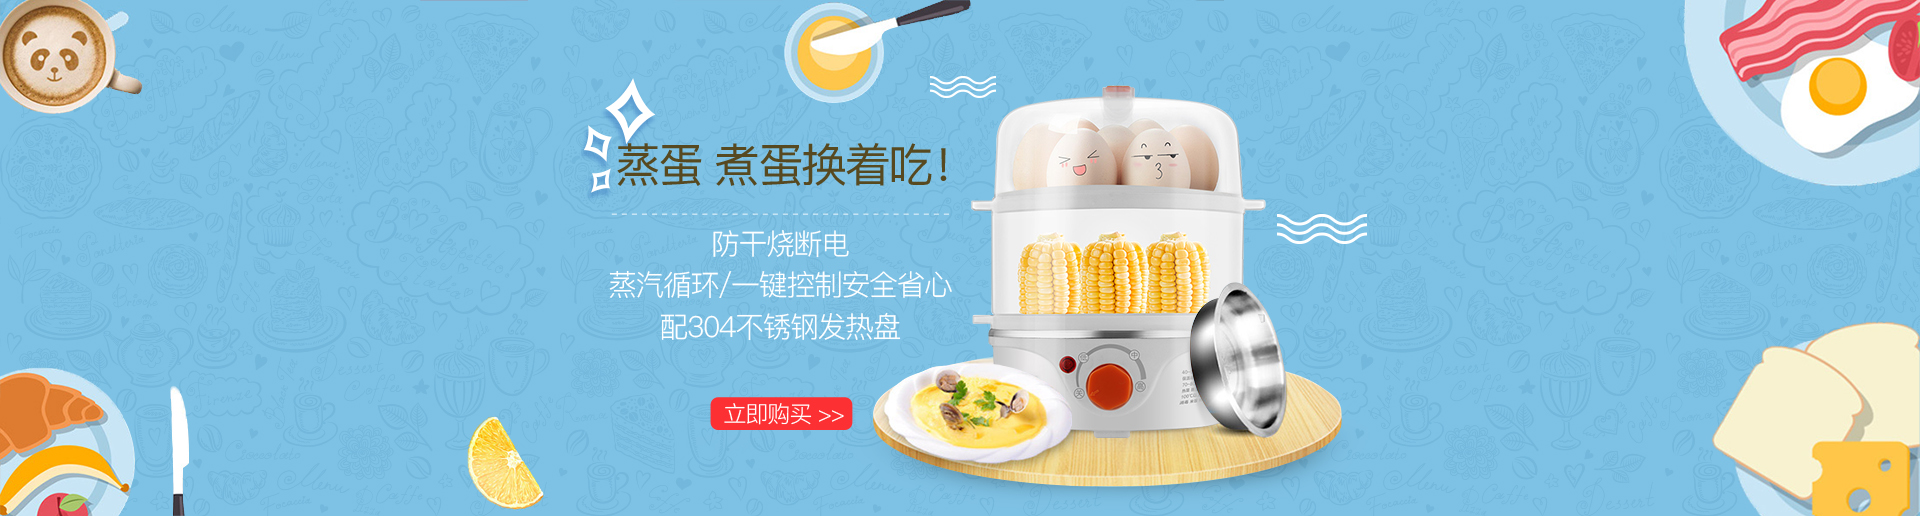 蒸蛋 煮蛋换着吃!
防干烧断电
蒸汽循环/一键控制安全省心
配304不锈钢发热盘
立即购买 >>